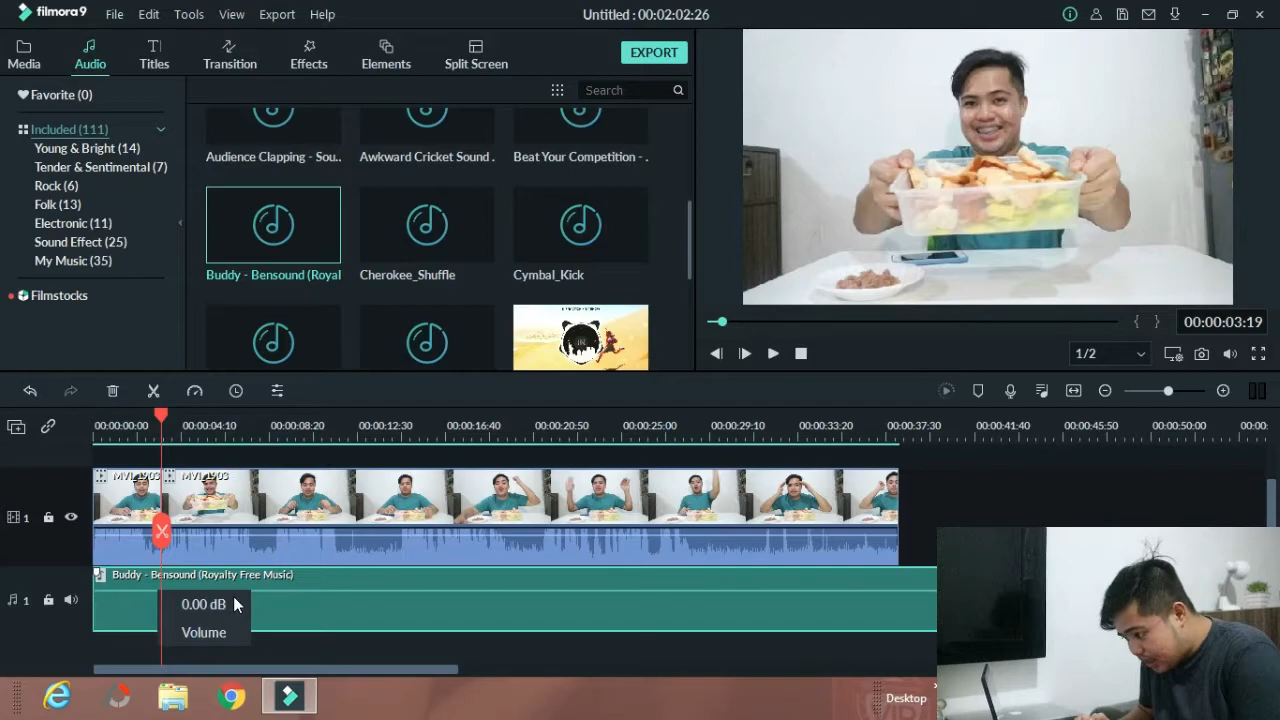 filmora9 File Edit Tools View Export Help Untitled : 00:02:02:26
Media Audio Titles Transition Effects Elements Split Screen EXPORT
Favorite (0)
Included (111)
Young & Bright (14)
Tender & Sentimental (7)
Rock (6)
Folk (13)
Electronic (11)
Sound Effect (25)
My Music (35)
Filmstocks
Search
Audience Clapping - Sou.. Awkward Cricket Sound . Beat Your Competition - .
Buddy - Bensound (Royal Cherokee_Shuffle Cymbal_Kick
00:00:03:19
1/2
00:00:00:00 00:00:04:10 00:00:08:20 00:00:12:30 00:00:16:40 00:00:20:50 00:00:25:00 00:00:29:10 00:00:33:20 00:00:37:30 00:00:41:40 00:00:45:50 00:00:50:00 00:00:
MVI_1903 MVI_1903
1
Buddy - Bensound (Royalty Free Music)
1
0.00 dB
Volume
Desktop